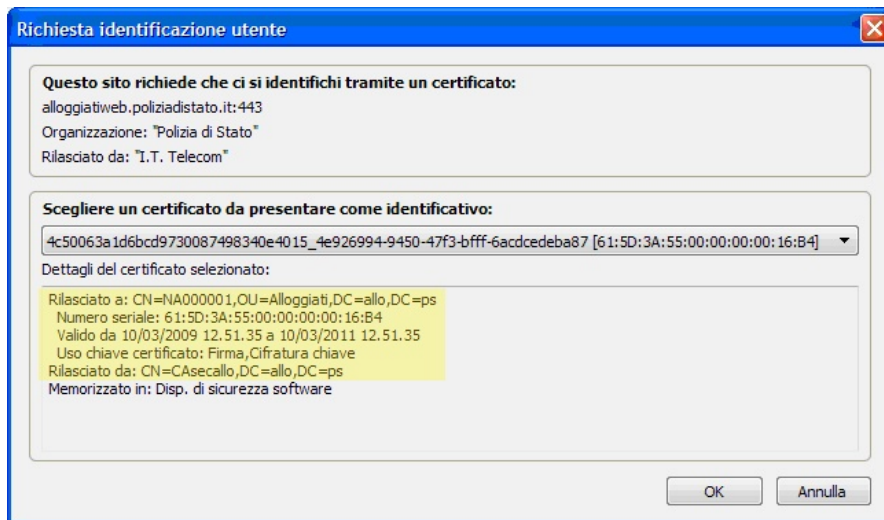 Richiesta identificazione utente
Questo sito richiede che ci si identifichi tramite un certificato:
alloggiatiweb.poliziadistato.it:443
Organizzazione: "Polizia di Stato"
Rilasciato da: "I.T. Telecom"
Scegliere un certificato da presentare come identificativo:
4c50063a1d6bcd9730087498340e4015_4e926994-9450-47f3-bfff-6acdcedeba87 [61:5D:3A:55:00:00:00:00:16:B4]
Dettagli del certificato selezionato:
Rilasciato a: CN=NA000001,OU=Alloggiati,DC=allo,DC=ps
Numero seriale: 61:5D:3A:55:00:00:00:00:16:B4
Valido da 10/03/2009 12.51.35 a 10/03/2011 12.51.35
Uso chiave certificato: Firma,Cifratura chiave
Rilasciato da: CN=CAsecallo,DC=allo,DC=ps
Memorizzato in: Disp. di sicurezza software
OK Annulla